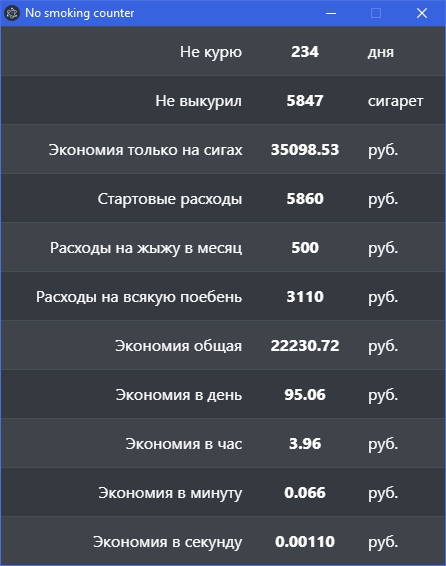 No smoking counter
Не курю 234 дня
Не выкурил 5847 сигарет
Экономия только на сигах 35098.53 руб.
Стартовые расходы 5860 руб.
Расходы на жыжу в месяц 500 руб.
Расходы на всякую поебень 3110 руб.
Экономия общая 22230.72 руб.
Экономия в день 95.06 руб.
Экономия в час 3.96 руб.
Экономия в минуту 0.066 руб.
Экономия в секунду 0.00110 руб.